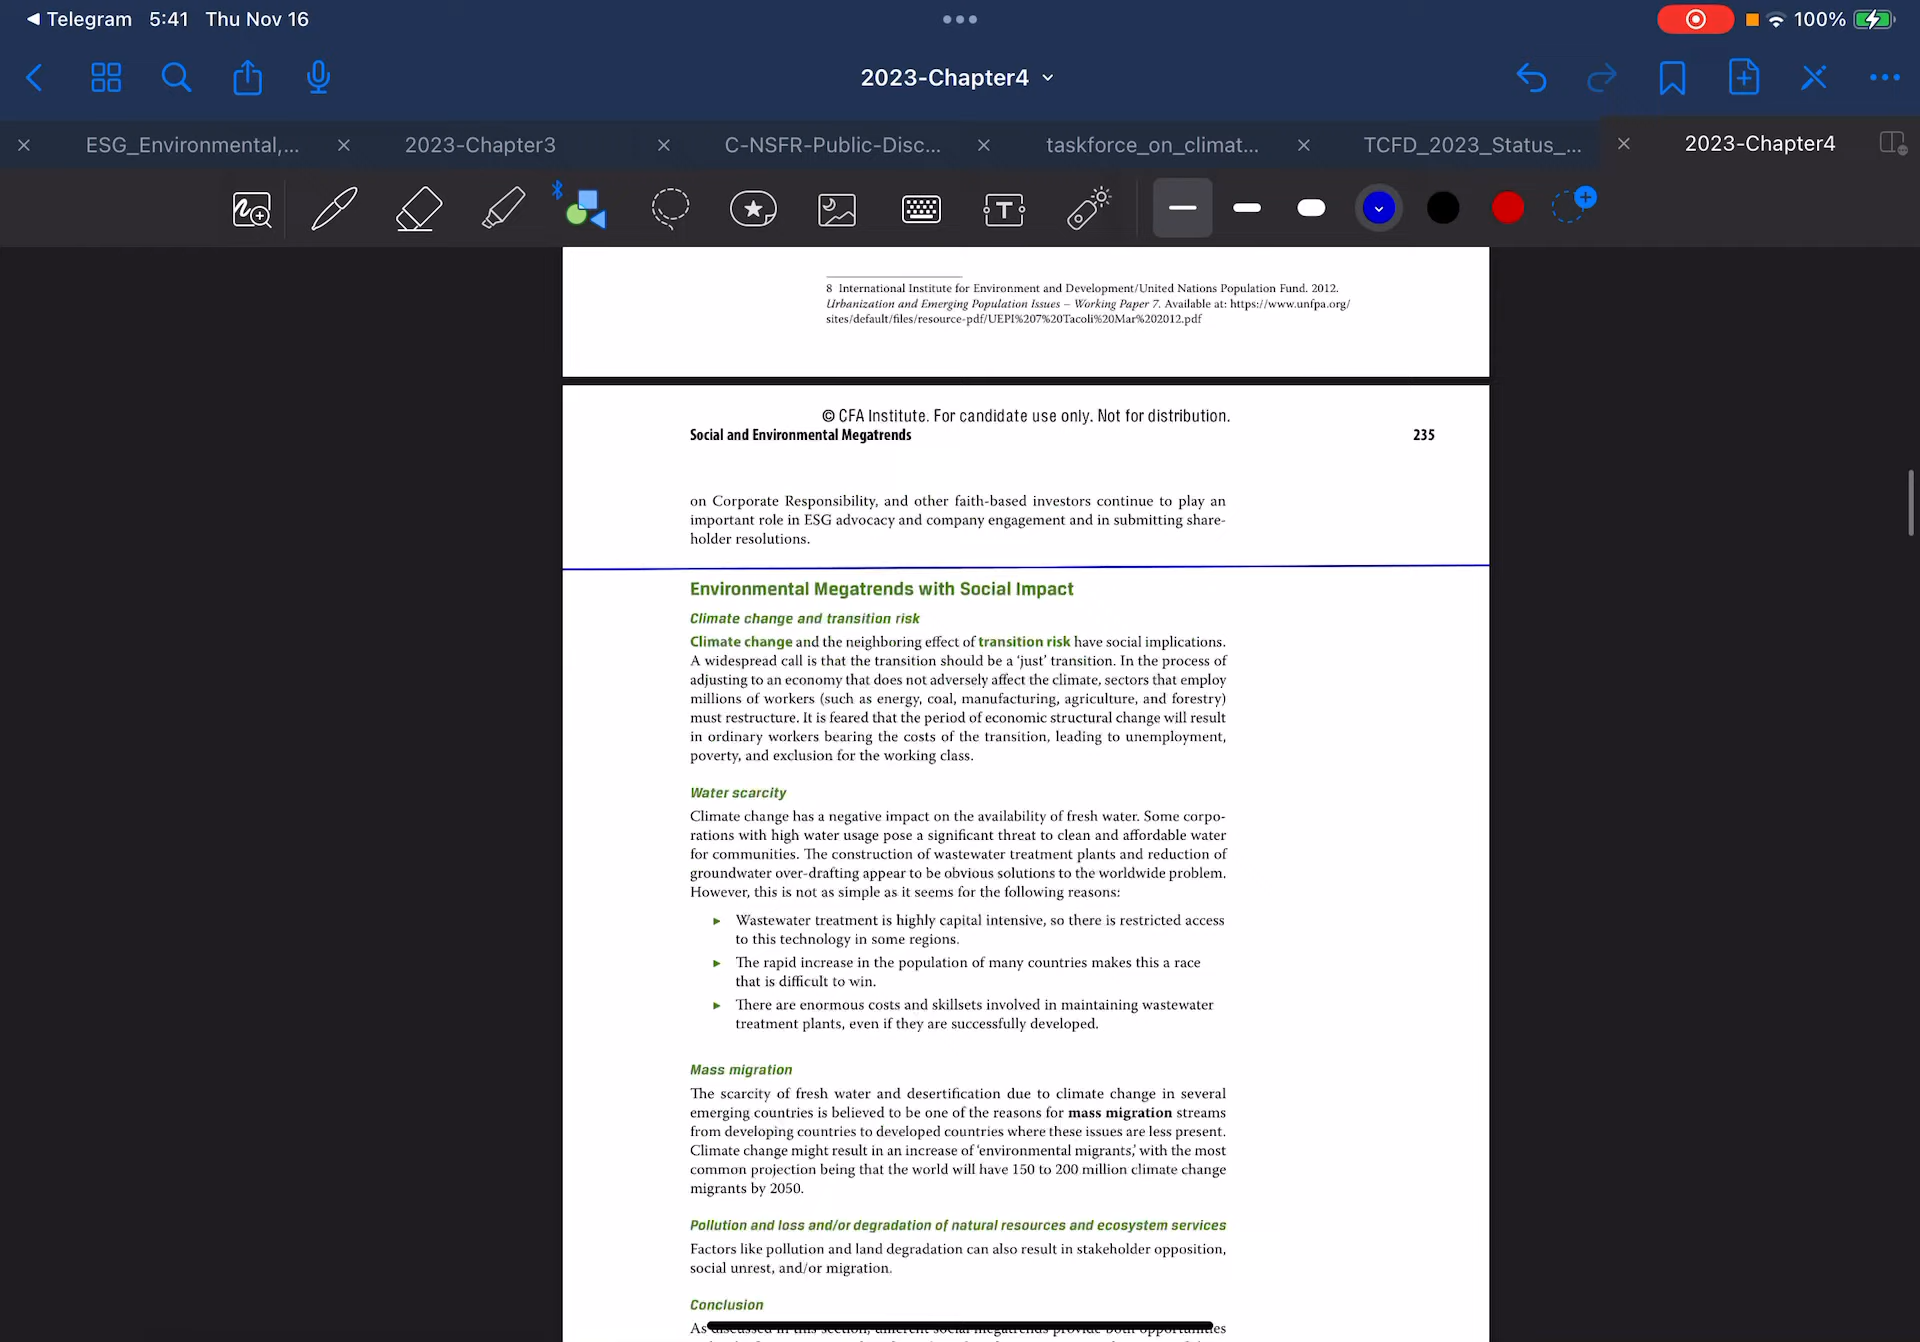 Telegram 5:41 Thu Nov 16
100%
2023-Chapter4
ESG_Environmental,...
2023-Chapter3
C-NSFR-Public-Disc...
taskforce_on_climat...
TCFD_2023_Status_...
2023-Chapter4
8 International Institute for Environment and Development/United Nations Population Fund. 2012.
Urbanization and Emerging Population Issues – Working Paper 7. Available at: https://www.unfpa.org/
sites/default/files/resource-pdf/UEPI%207%20Tacoli%20Mar%202012.pdf
© CFA Institute. For candidate use only. Not for distribution.
Social and Environmental Megatrends 235
on Corporate Responsibility, and other faith-based investors continue to play an
important role in ESG advocacy and company engagement and in submitting share-
holder resolutions.
Environmental Megatrends with Social Impact
Climate change and transition risk
Climate change and the neighboring effect of transition risk have social implications.
A widespread call is that the transition should be a ‘just’ transition. In the process of
adjusting to an economy that does not adversely affect the climate, sectors that employ
millions of workers (such as energy, coal, manufacturing, agriculture, and forestry)
must restructure. It is feared that the period of economic structural change will result
in ordinary workers bearing the costs of the transition, leading to unemployment,
poverty, and exclusion for the working class.
Water scarcity
Climate change has a negative impact on the availability of fresh water. Some corpo-
rations with high water usage pose a significant threat to clean and affordable water
for communities. The construction of wastewater treatment plants and reduction of
groundwater over-drafting appear to be obvious solutions to the worldwide problem.
However, this is not as simple as it seems for the following reasons:
Wastewater treatment is highly capital intensive, so there is restricted access
to this technology in some regions.
The rapid increase in the population of many countries makes this a race
that is difficult to win.
There are enormous costs and skillsets involved in maintaining wastewater
treatment plants, even if they are successfully developed.
Mass migration
The scarcity of fresh water and desertification due to climate change in several
emerging countries is believed to be one of the reasons for mass migration streams
from developing countries to developed countries where these issues are less present.
Climate change might result in an increase of ‘environmental migrants,’ with the most
common projection being that the world will have 150 to 200 million climate change
migrants by 2050.
Pollution and loss and/or degradation of natural resources and ecosystem services
Factors like pollution and land degradation can also result in stakeholder opposition,
social unrest, and/or migration.
Conclusion
As discussed in this section, different social megatrends provide both opportunities